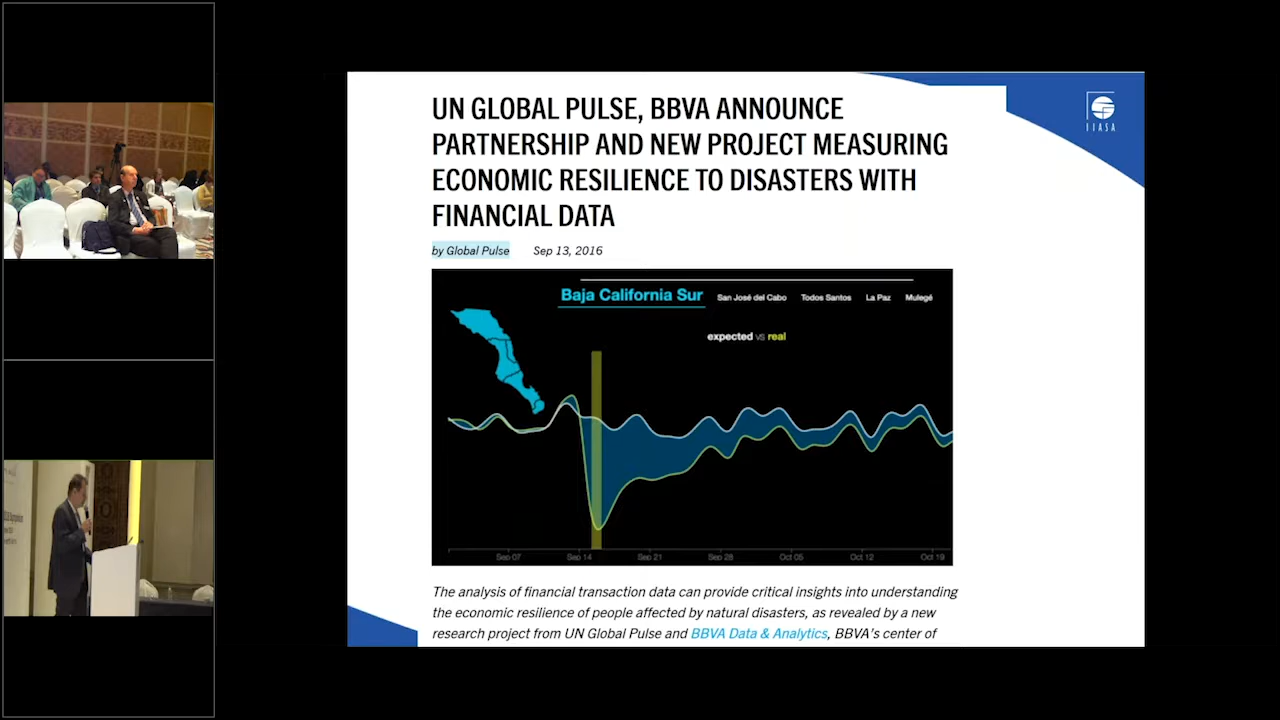 UN GLOBAL PULSE, BBVA ANNOUNCE
PARTNERSHIP AND NEW PROJECT MEASURING
ECONOMIC RESILIENCE TO DISASTERS WITH
FINANCIAL DATA
by Global Pulse Sep 13, 2016
Baja California Sur San José del Cabo Todos Santos La Paz Mulegé
expected vs real
Sep 07 Sep 14 Sep 21 Sep 28 Oct 05 Oct 12 Oct 19
The analysis of financial transaction data can provide critical insights into understanding
the economic resilience of people affected by natural disasters, as revealed by a new
research project from UN Global Pulse and BBVA Data & Analytics, BBVA's center of
IIASA